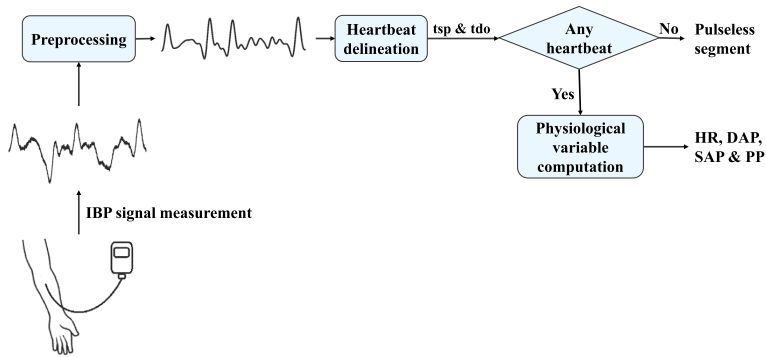 Preprocessing
Heartbeat
delineation
tsp & tdo
Any
heartbeat
No
Pulseless
segment
Yes
Physiological
variable
computation
HR, DAP,
SAP & PP
IBP signal measurement